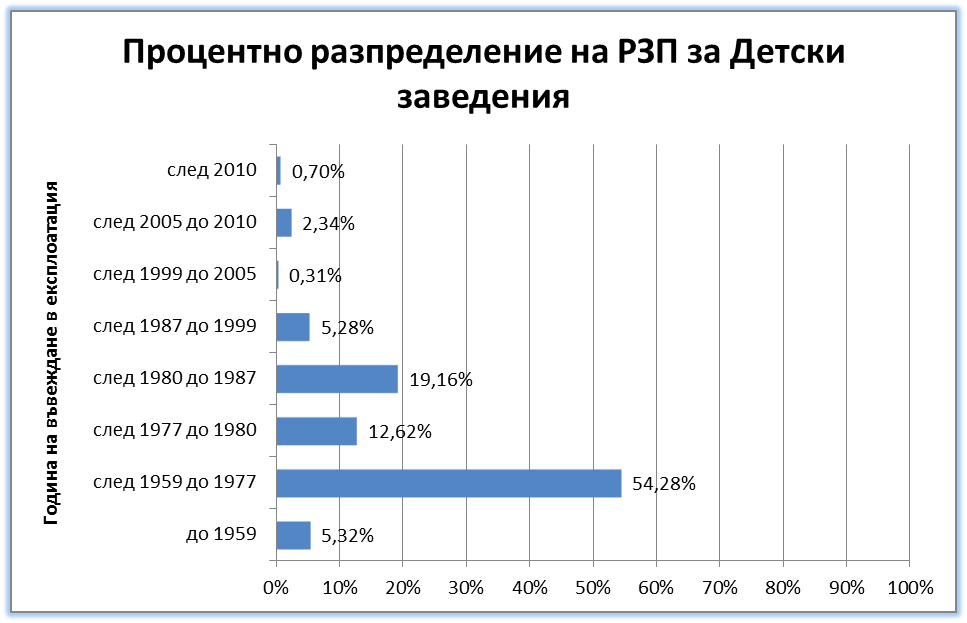 Процентно разпределение на РЗП за Детски
заведения
Година на въвеждане в експлоатация
след 2010
0,70%
след 2005 до 2010
2,34%
след 1999 до 2005
0,31%
след 1987 до 1999
5,28%
след 1980 до 1987
19,16%
след 1977 до 1980
12,62%
след 1959 до 1977
54,28%
до 1959
5,32%
0% 10% 20% 30% 40% 50% 60% 70% 80% 90% 100%